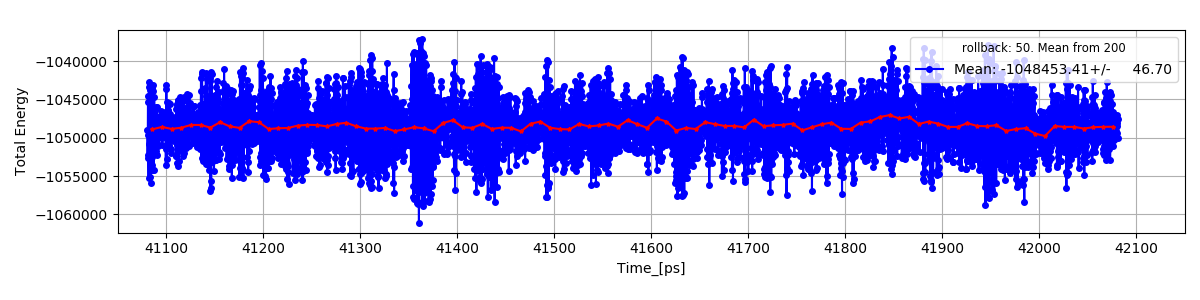 rollback: 50. Mean from 200
Mean: -1048453.41+/- 46.70
Total Energy
−1040000
−1045000
−1050000
−1055000
−1060000
41100 41200 41300 41400 41500 41600 41700 41800 41900 42000 42100
Time_[ps]